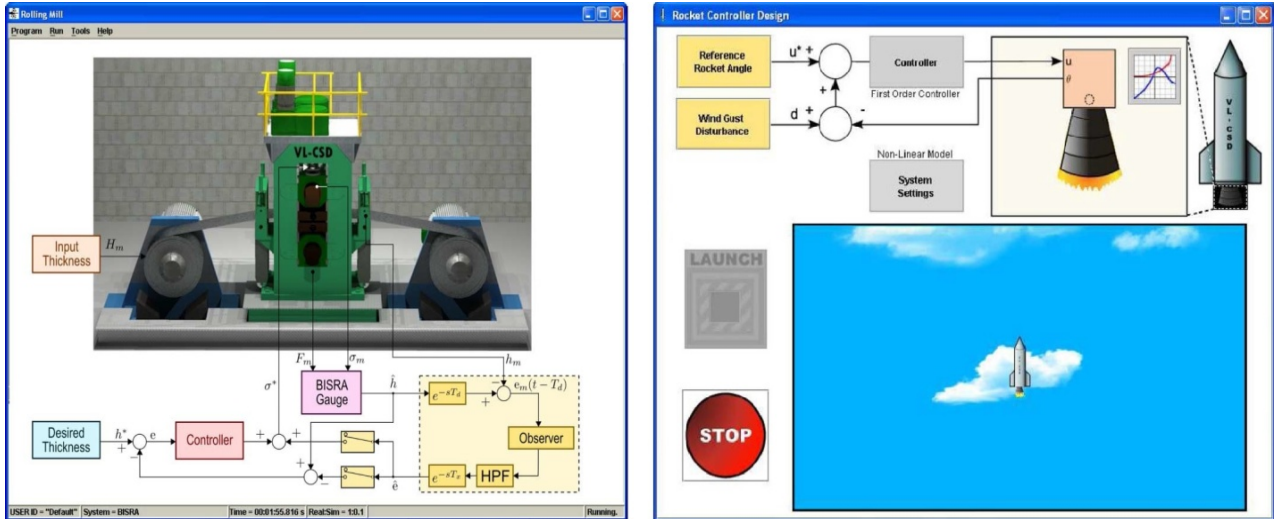 Rolling Mill
Program Run Tools Help
VL-CSD
Input
Thickness
H_m
F_m
σ_m
h_m
σ*
BISRA
Gauge
ĥ
e^{-sT_d}
e_m(t − T_d)
−
+
Desired
Thickness
h*
+
−
e
Controller
+
+
Observer
+
−
ê
e^{-sT_s}
HPF
USER ID = "Default" System = BISRA Time = 00:01:55.816 s Real:Sim = 1:0.1 Running.
Rocket Controller Design
Reference
Rocket Angle
u* +
Controller
First Order Controller
+
Wind Gust
Disturbance
d +
-
u
θ
Non-Linear Model
System
Settings
VL-CSD
LAUNCH
STOP